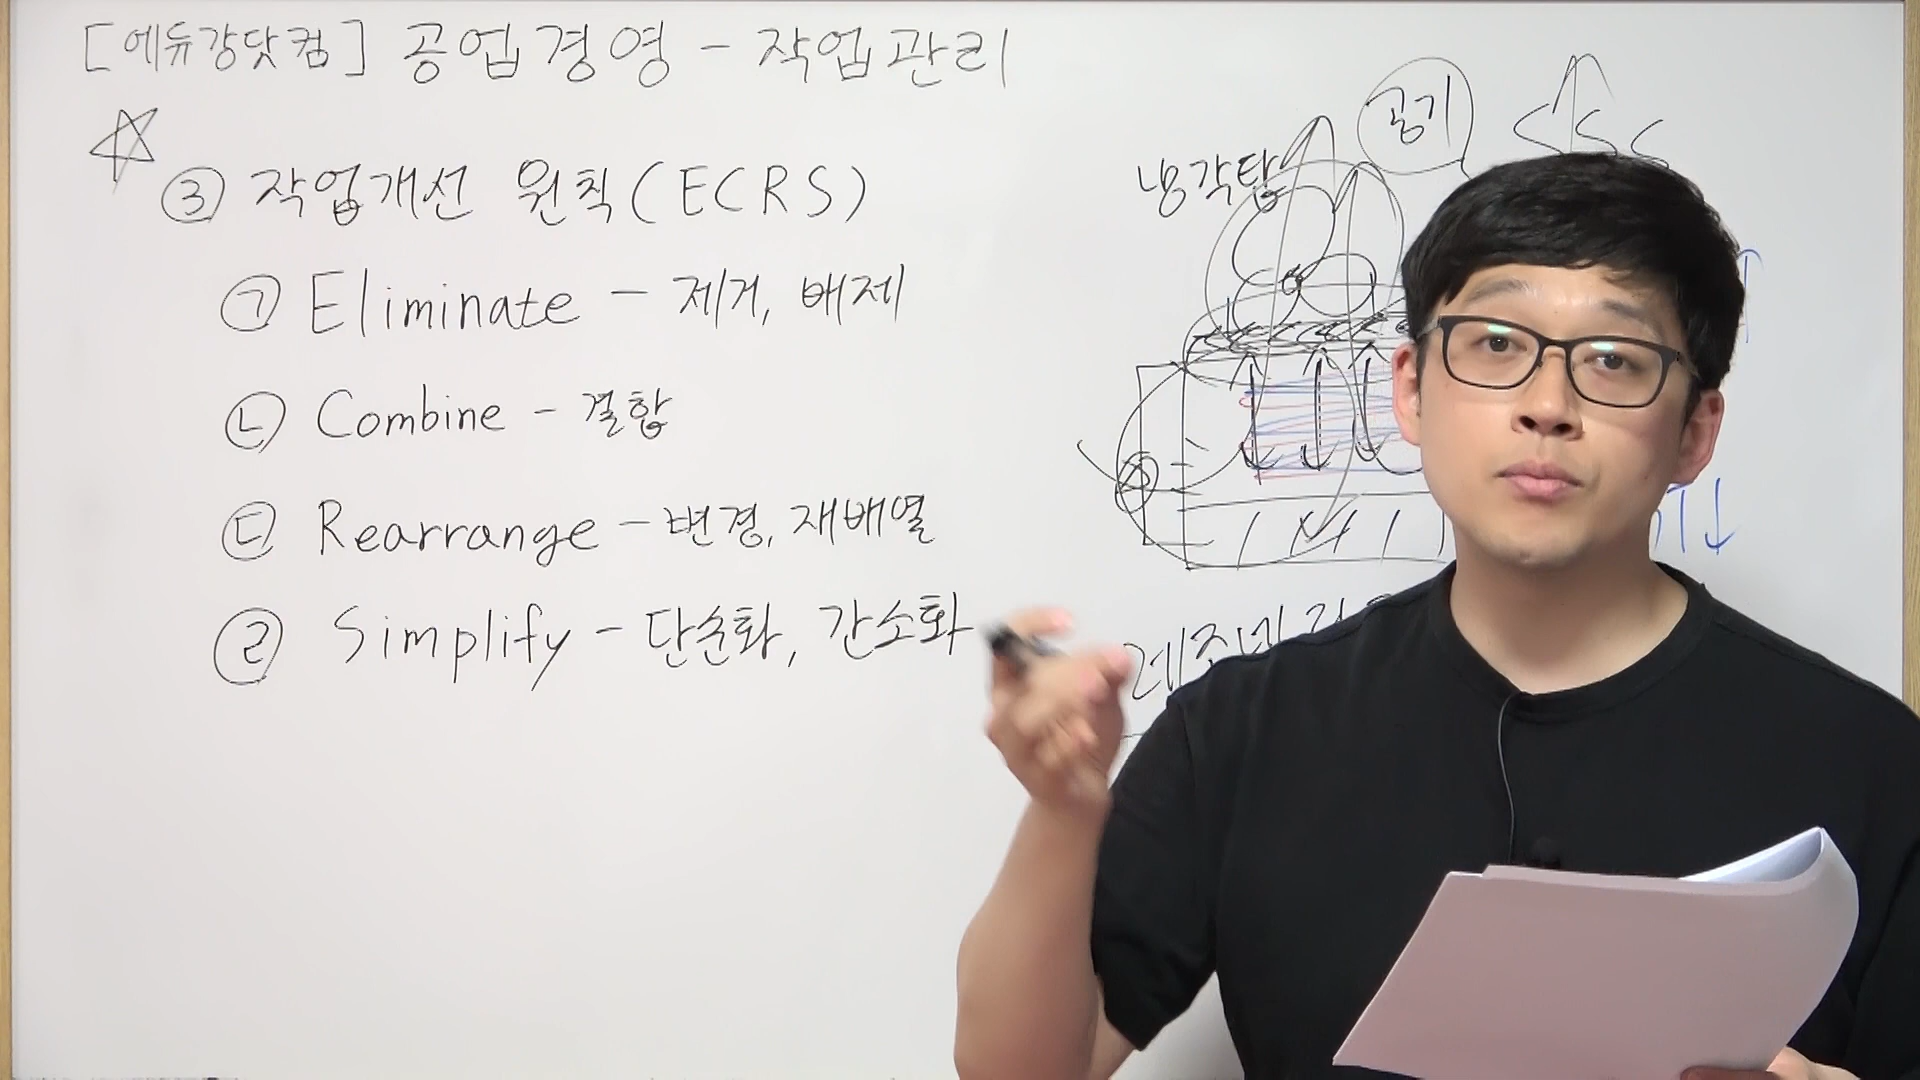 [에듀강닷컴] 공업경영 - 작업관리
☆ ③ 작업개선 원칙(ECRS)
㉠ Eliminate - 제거, 배제
㉡ Combine - 결합
㉢ Rearrange - 변경, 재배열
㉣ Simplify - 단순화, 간소화
공기
냉각탑